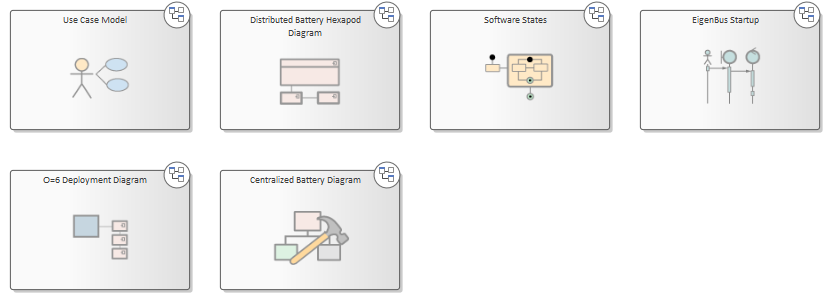 Use Case Model
Distributed Battery Hexapod
Diagram
Software States
EigenBus Startup
O=6 Deployment Diagram
Centralized Battery Diagram